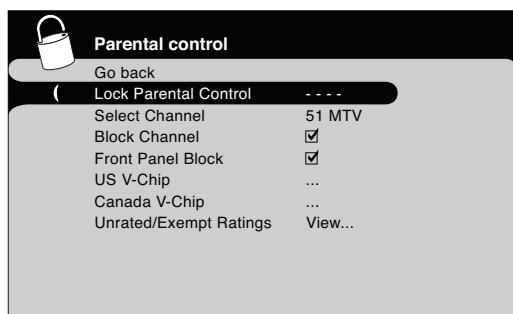 Parental control
Go back
Lock Parental Control - - - -
Select Channel 51 MTV
Block Channel ☑
Front Panel Block ☑
US V-Chip ...
Canada V-Chip ...
Unrated/Exempt Ratings View...